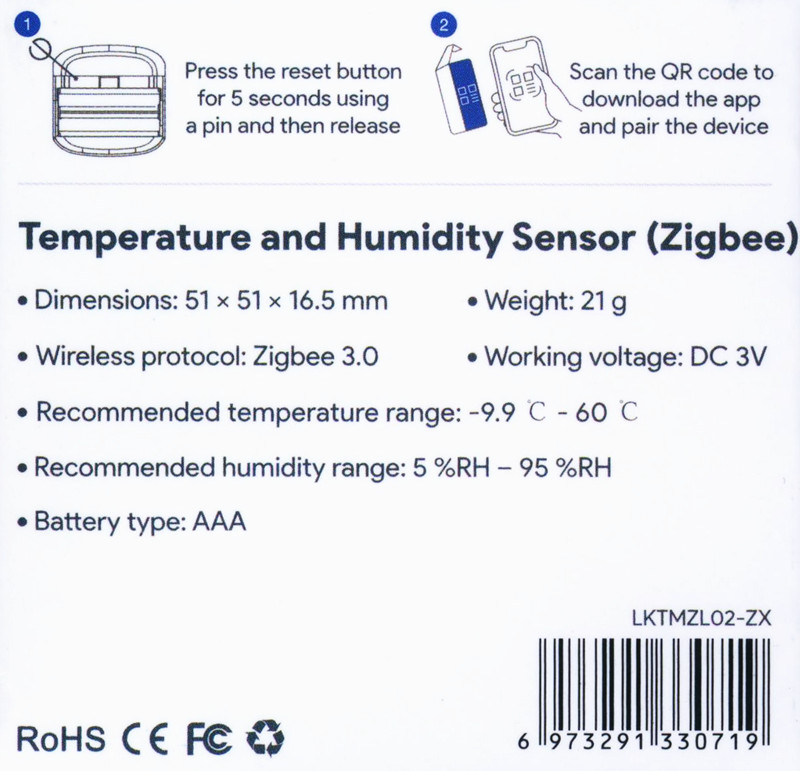 1
Press the reset button
for 5 seconds using
a pin and then release
2
Scan the QR code to
download the app
and pair the device
Temperature and Humidity Sensor (Zigbee)
• Dimensions: 51 × 51 × 16.5 mm
• Weight: 21 g
• Wireless protocol: Zigbee 3.0
• Working voltage: DC 3V
• Recommended temperature range: -9.9 ℃ - 60 ℃
• Recommended humidity range: 5 %RH – 95 %RH
• Battery type: AAA
LKTMZL02-ZX
6 973291 330719
RoHS CE FC